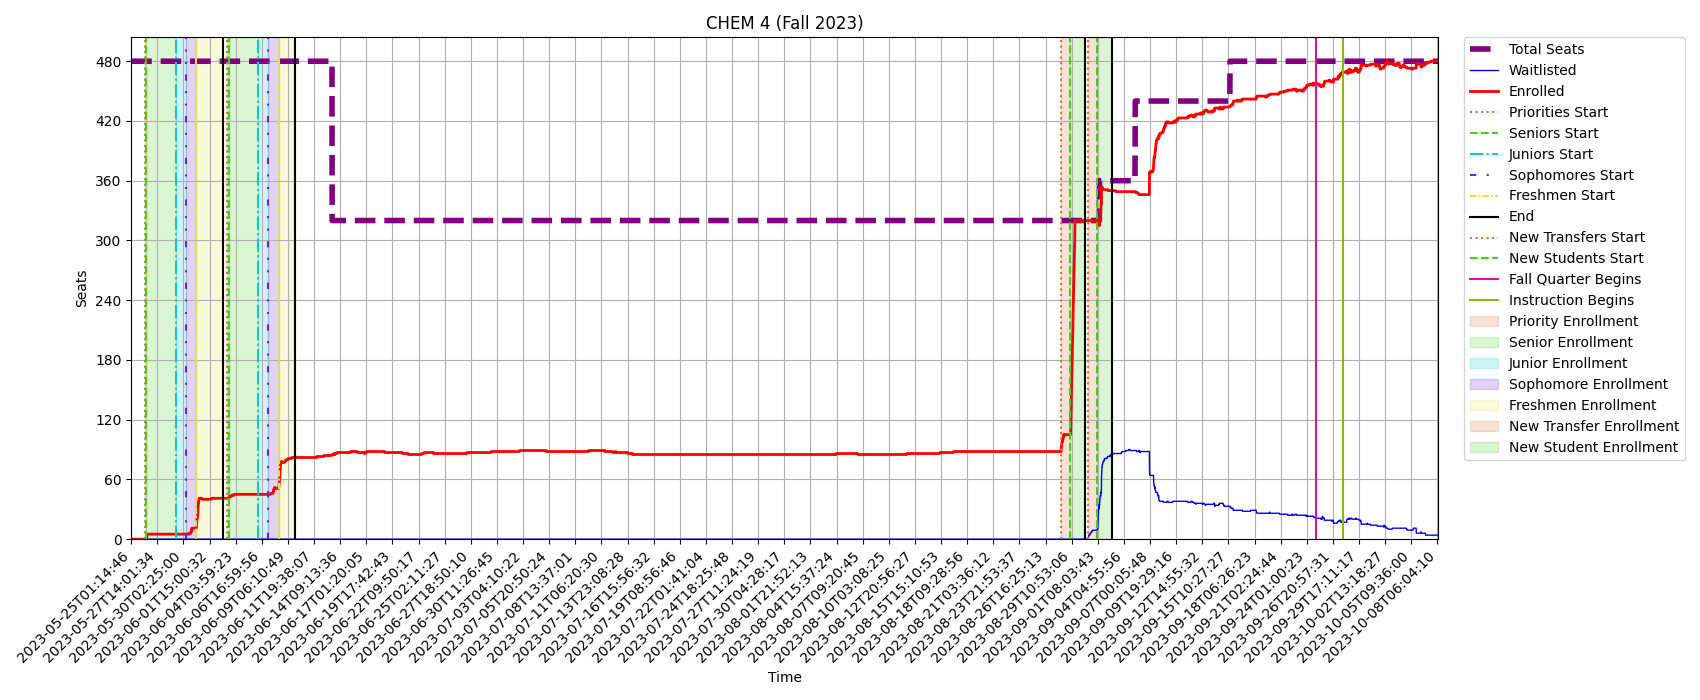 CHEM 4 (Fall 2023)
Seats
480
420
360
300
240
180
120
60
0
2023-05-25T01:14:46
2023-05-27T14:01:34
2023-05-30T02:25:00
2023-06-01T15:00:32
2023-06-04T03:59:23
2023-06-06T16:59:56
2023-06-09T06:10:49
2023-06-11T19:38:07
2023-06-14T09:13:36
2023-06-17T01:20:05
2023-06-19T17:42:43
2023-06-22T09:50:17
2023-06-25T02:11:27
2023-06-27T18:50:10
2023-06-30T11:26:45
2023-07-03T04:10:22
2023-07-05T20:50:24
2023-07-08T13:37:01
2023-07-11T06:20:30
2023-07-13T23:08:28
2023-07-16T15:56:32
2023-07-19T08:56:46
2023-07-22T01:41:04
2023-07-24T18:25:48
2023-07-27T11:24:19
2023-07-30T04:28:17
2023-08-01T21:52:13
2023-08-04T15:37:24
2023-08-07T09:20:45
2023-08-10T03:08:25
2023-08-12T20:56:27
2023-08-15T15:10:53
2023-08-18T09:28:56
2023-08-21T03:36:12
2023-08-23T21:53:37
2023-08-26T16:25:13
2023-08-29T10:53:06
2023-09-01T08:03:43
2023-09-04T04:55:56
2023-09-07T00:05:48
2023-09-09T19:29:16
2023-09-12T14:55:32
2023-09-15T10:27:27
2023-09-18T06:26:23
2023-09-21T02:24:44
2023-09-24T01:00:23
2023-09-26T20:57:31
2023-09-29T17:11:17
2023-10-02T13:18:27
2023-10-05T09:36:00
2023-10-08T06:04:10
Time
Total Seats
Waitlisted
Enrolled
Priorities Start
Seniors Start
Juniors Start
Sophomores Start
Freshmen Start
End
New Transfers Start
New Students Start
Fall Quarter Begins
Instruction Begins
Priority Enrollment
Senior Enrollment
Junior Enrollment
Sophomore Enrollment
Freshmen Enrollment
New Transfer Enrollment
New Student Enrollment